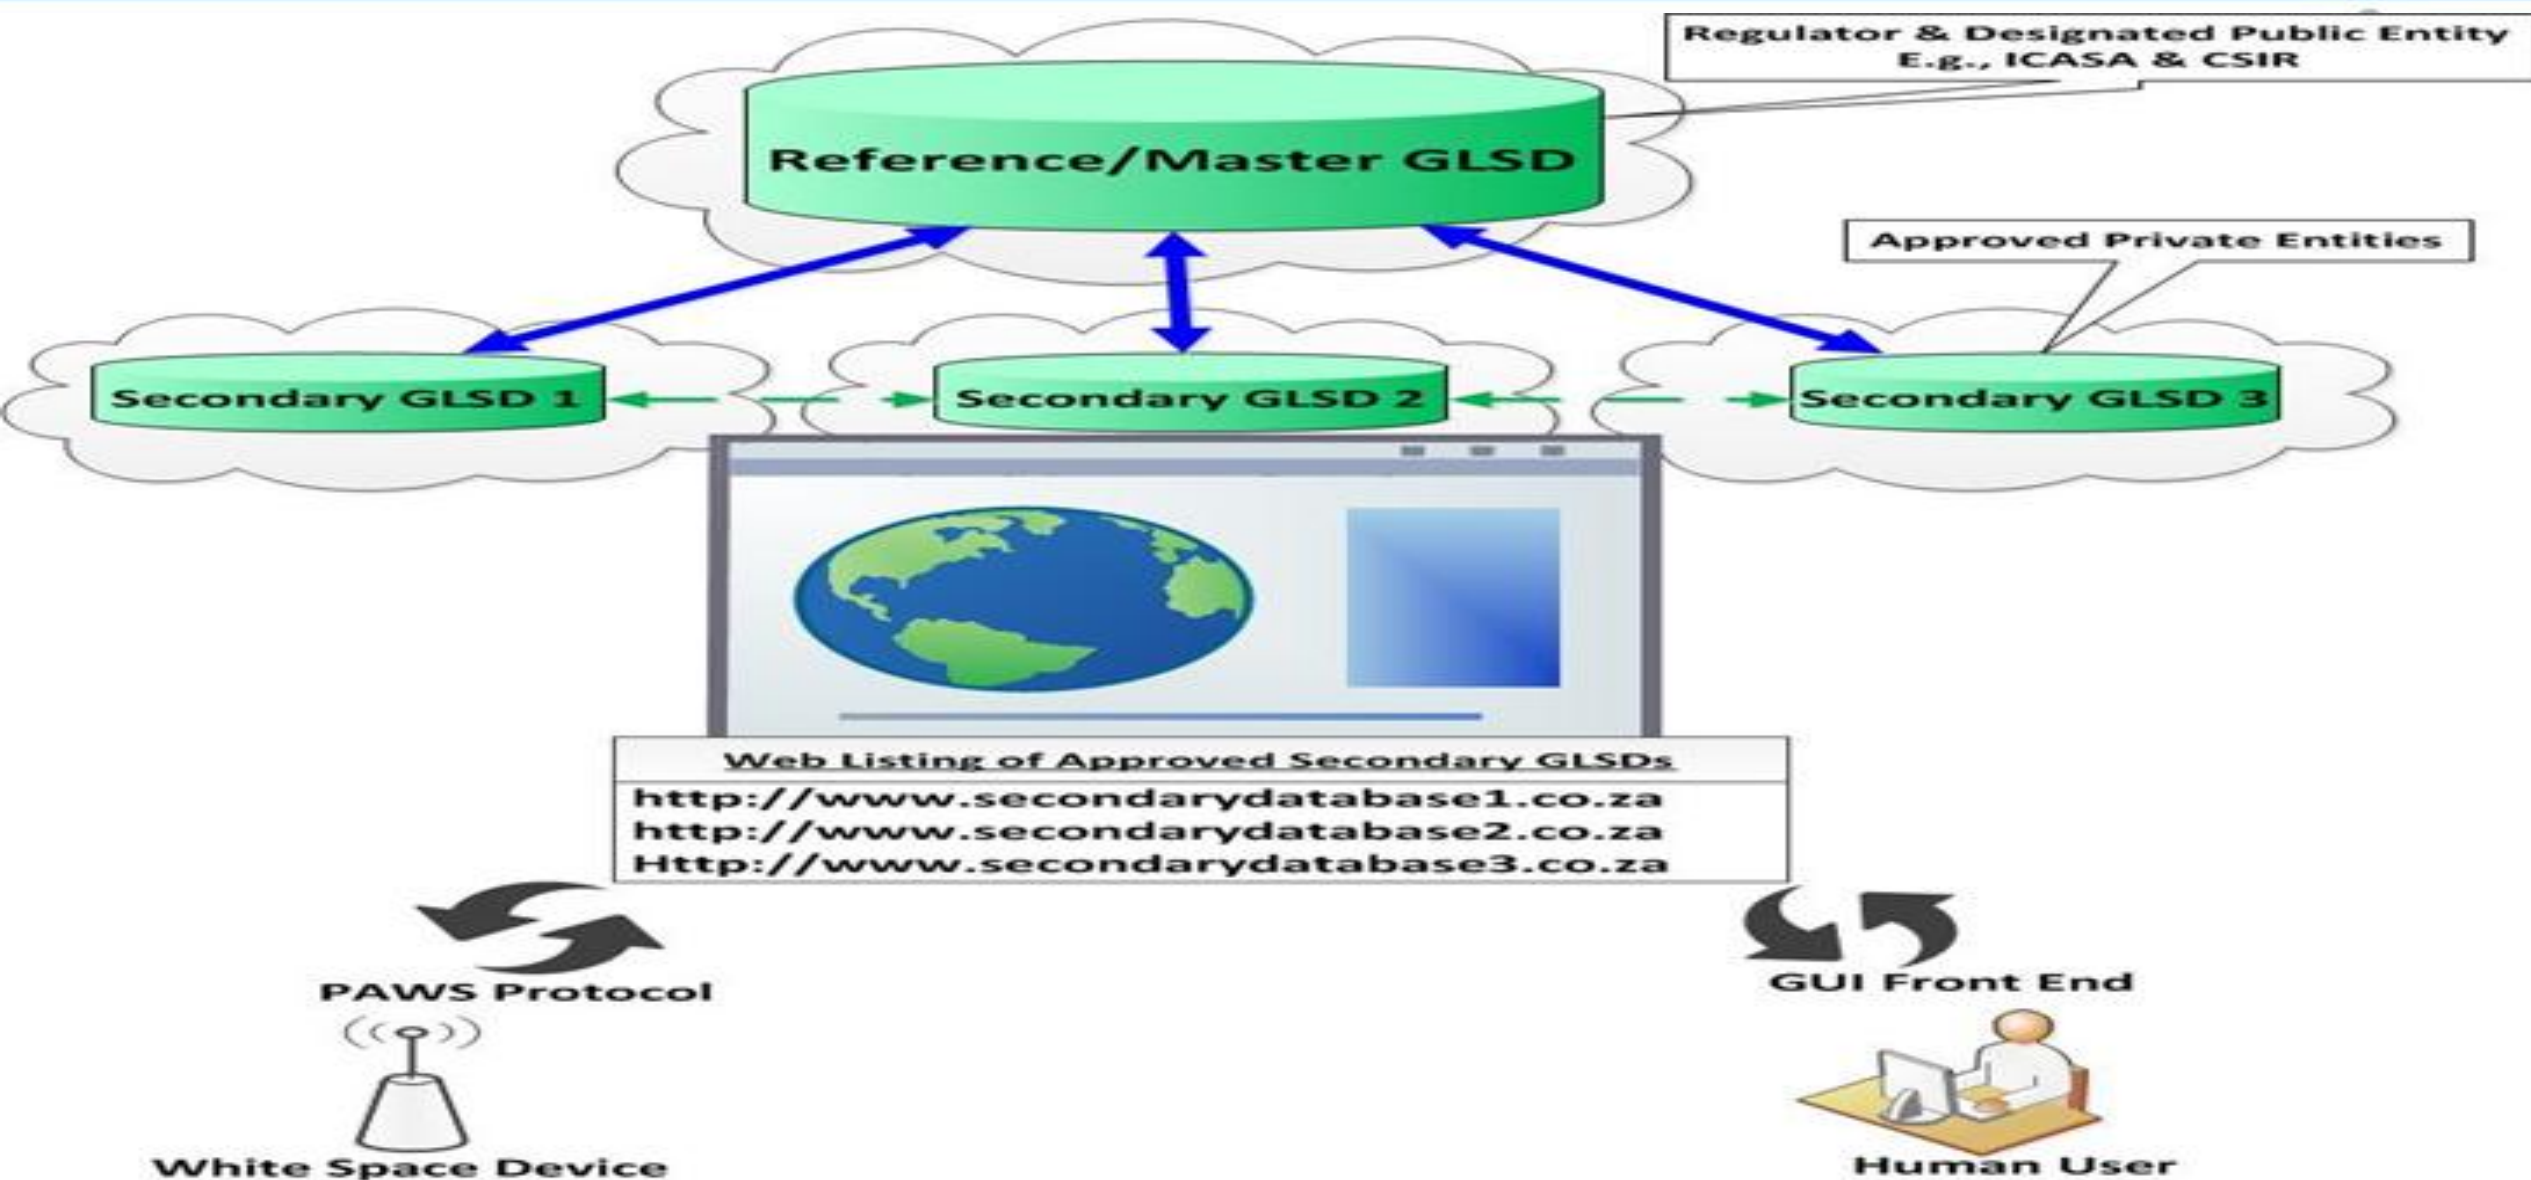 Regulator & Designated Public Entity
E.g., ICASA & CSIR
Reference/Master GLSD
Approved Private Entities
Secondary GLSD 1
Secondary GLSD 2
Secondary GLSD 3
Web Listing of Approved Secondary GLSDs
http://www.secondarydatabase1.co.za
http://www.secondarydatabase2.co.za
Http://www.secondarydatabase3.co.za
PAWS Protocol
GUI Front End
White Space Device
Human User